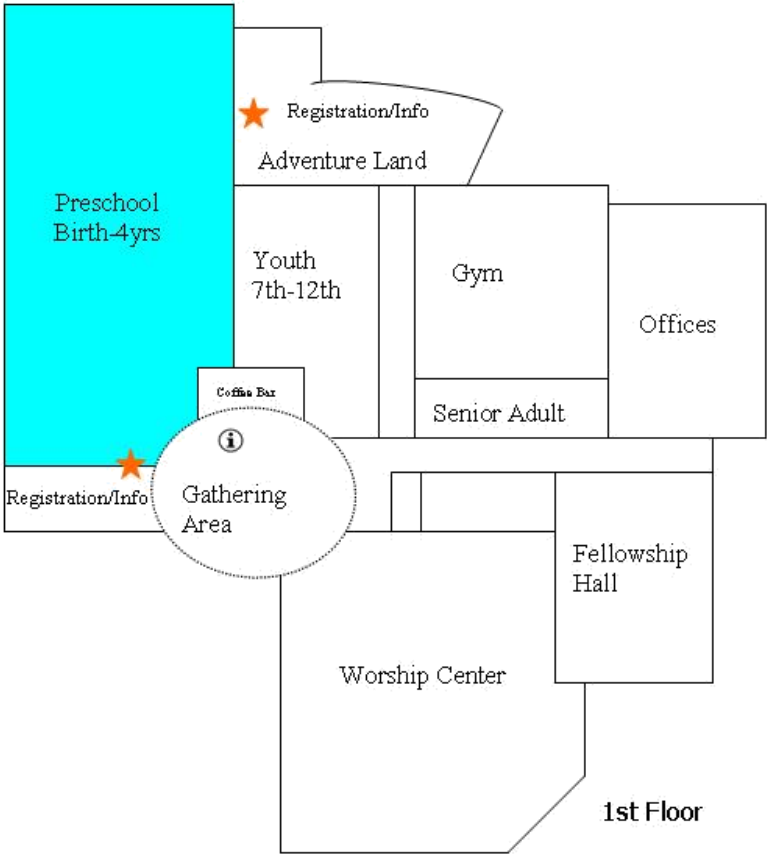 Registration/Info
Adventure Land
Preschool
Birth-4yrs
Youth
7th-12th
Gym
Offices
Coffee Bar
Senior Adult
i
Registration/Info
Gathering
Area
Fellowship
Hall
Worship Center
1st Floor